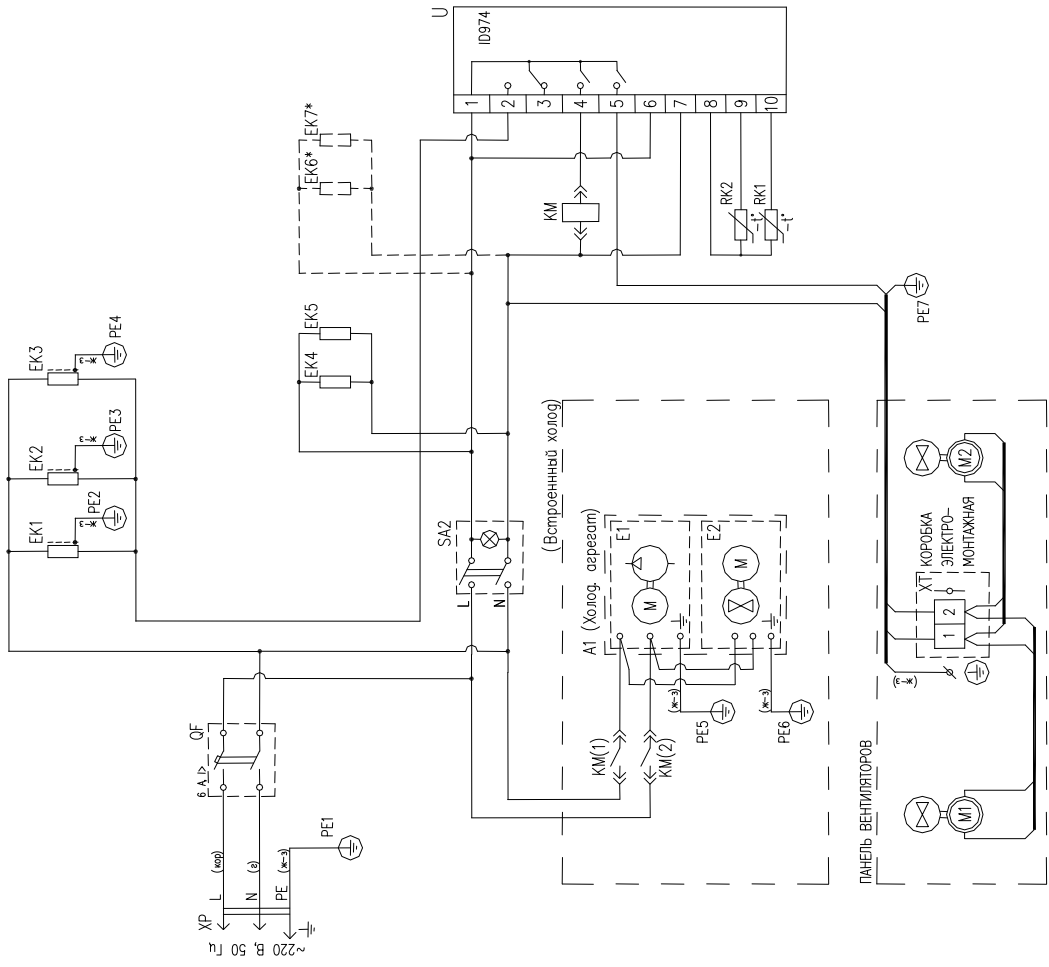 U
ID974
1
2
3
4
5
6
7
8
9
10
EK7*
EK6*
KM
RK2
-t°
RK1
-t°
EK3
PE4
ж-з
EK2
PE3
ж-з
EK1
PE2
ж-з
EK5
EK4
PE7
SA2
L
N
(Встроеннный холод)
A1 (Холод. агрегат)
E1
M
E2
M
(ж-з)
PE5
(ж-з)
PE6
KM(1)
KM(2)
QF
6 A I>
XP
L
(кор)
N
(г)
PE
(ж-з)
PE1
~220 В, 50 Гц
ПАНЕЛЬ ВЕНТИЛЯТОРОВ
M2
M1
XT
КОРОБКА
ЭЛЕКТРО-
МОНТАЖНАЯ
1
2
(ж-з)